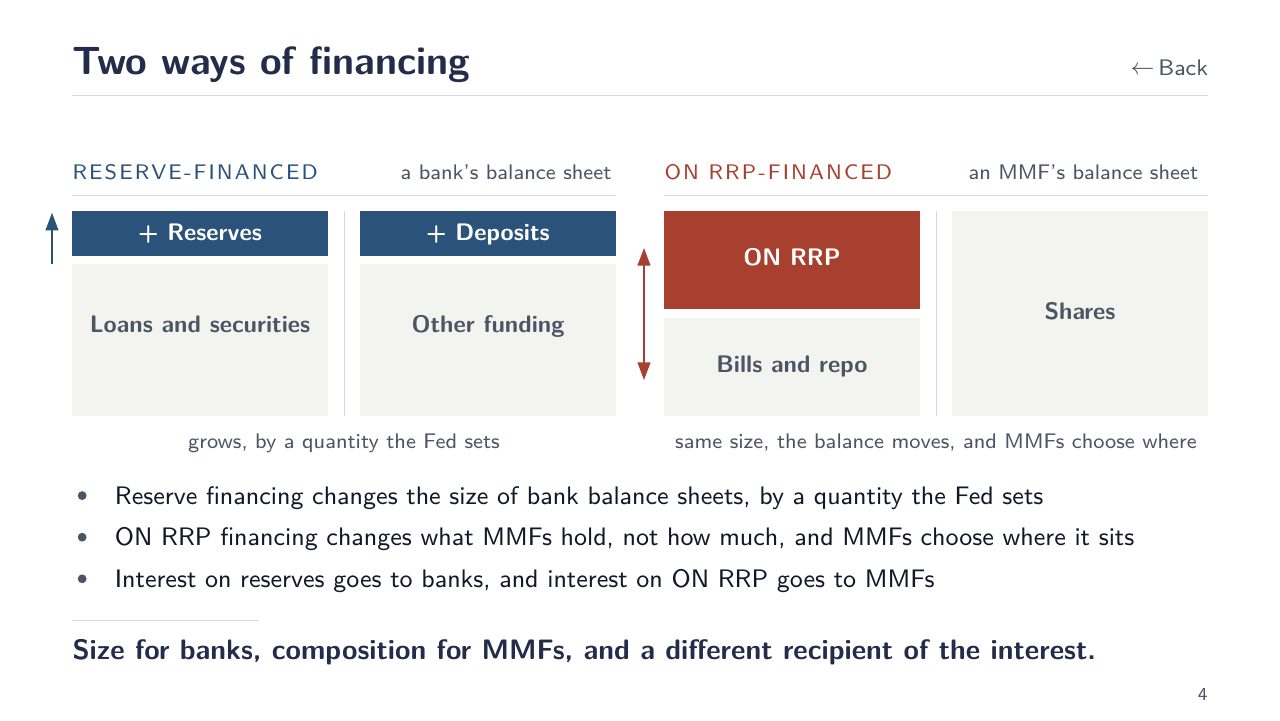 Two ways of financing
← Back
RESERVE-FINANCED
a bank's balance sheet
+ Reserves
+ Deposits
Loans and securities
Other funding
grows, by a quantity the Fed sets
ON RRP-FINANCED
an MMF's balance sheet
ON RRP
Shares
Bills and repo
same size, the balance moves, and MMFs choose where
• Reserve financing changes the size of bank balance sheets, by a quantity the Fed sets
• ON RRP financing changes what MMFs hold, not how much, and MMFs choose where it sits
• Interest on reserves goes to banks, and interest on ON RRP goes to MMFs
Size for banks, composition for MMFs, and a different recipient of the interest.
4